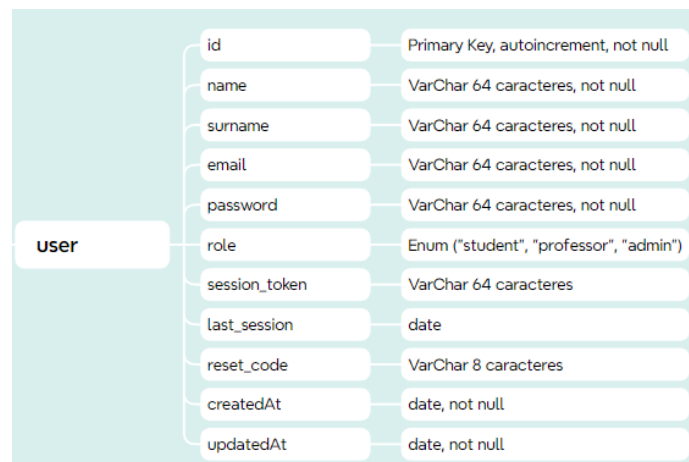 user
id Primary Key, autoincrement, not null
name VarChar 64 caracteres, not null
surname VarChar 64 caracteres, not null
email VarChar 64 caracteres, not null
password VarChar 64 caracteres, not null
role Enum ("student", "professor", "admin")
session_token VarChar 64 caracteres
last_session date
reset_code VarChar 8 caracteres
createdAt date, not null
updatedAt date, not null